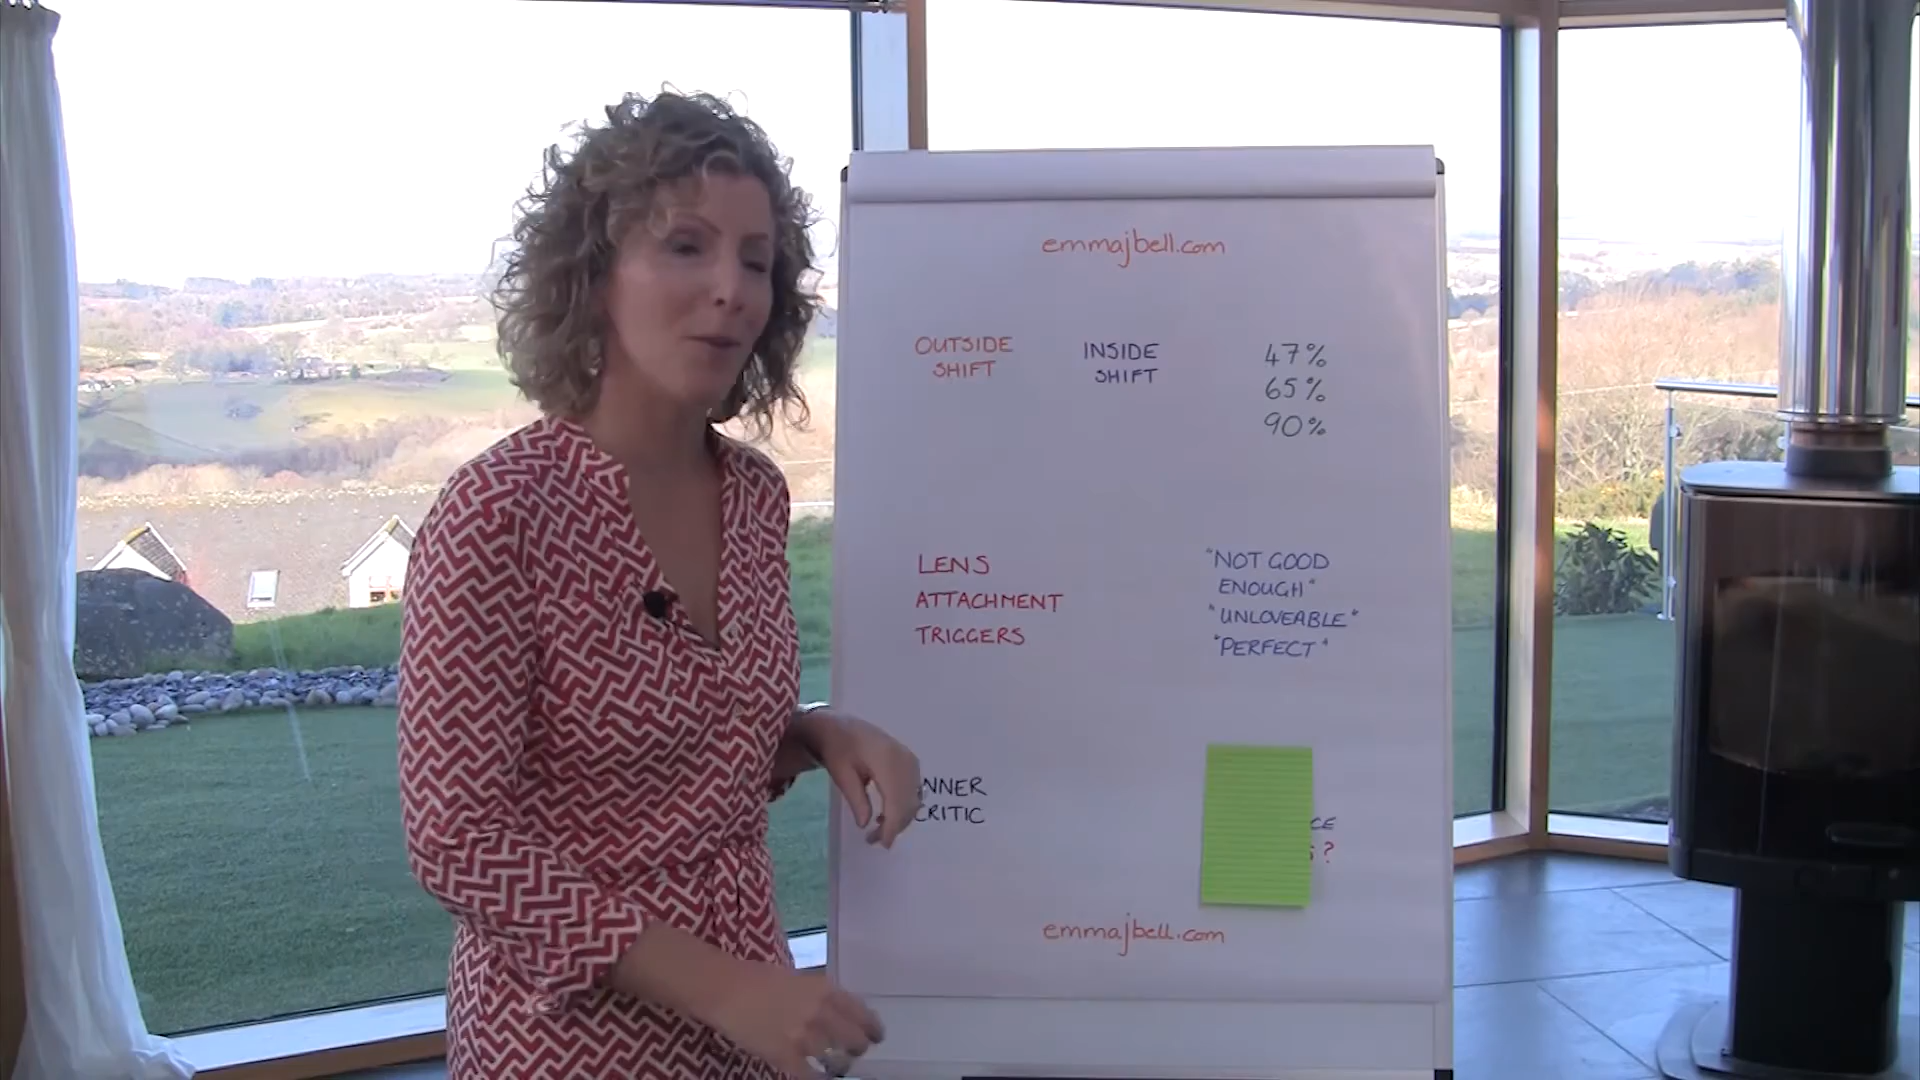 emmajbell.com
OUTSIDE
SHIFT
INSIDE
SHIFT
47%
65%
90%
LENS
ATTACHMENT
TRIGGERS
"NOT GOOD
ENOUGH"
"UNLOVEABLE"
"PERFECT"
NNER
CRITIC
CE
?
emmajbell.com